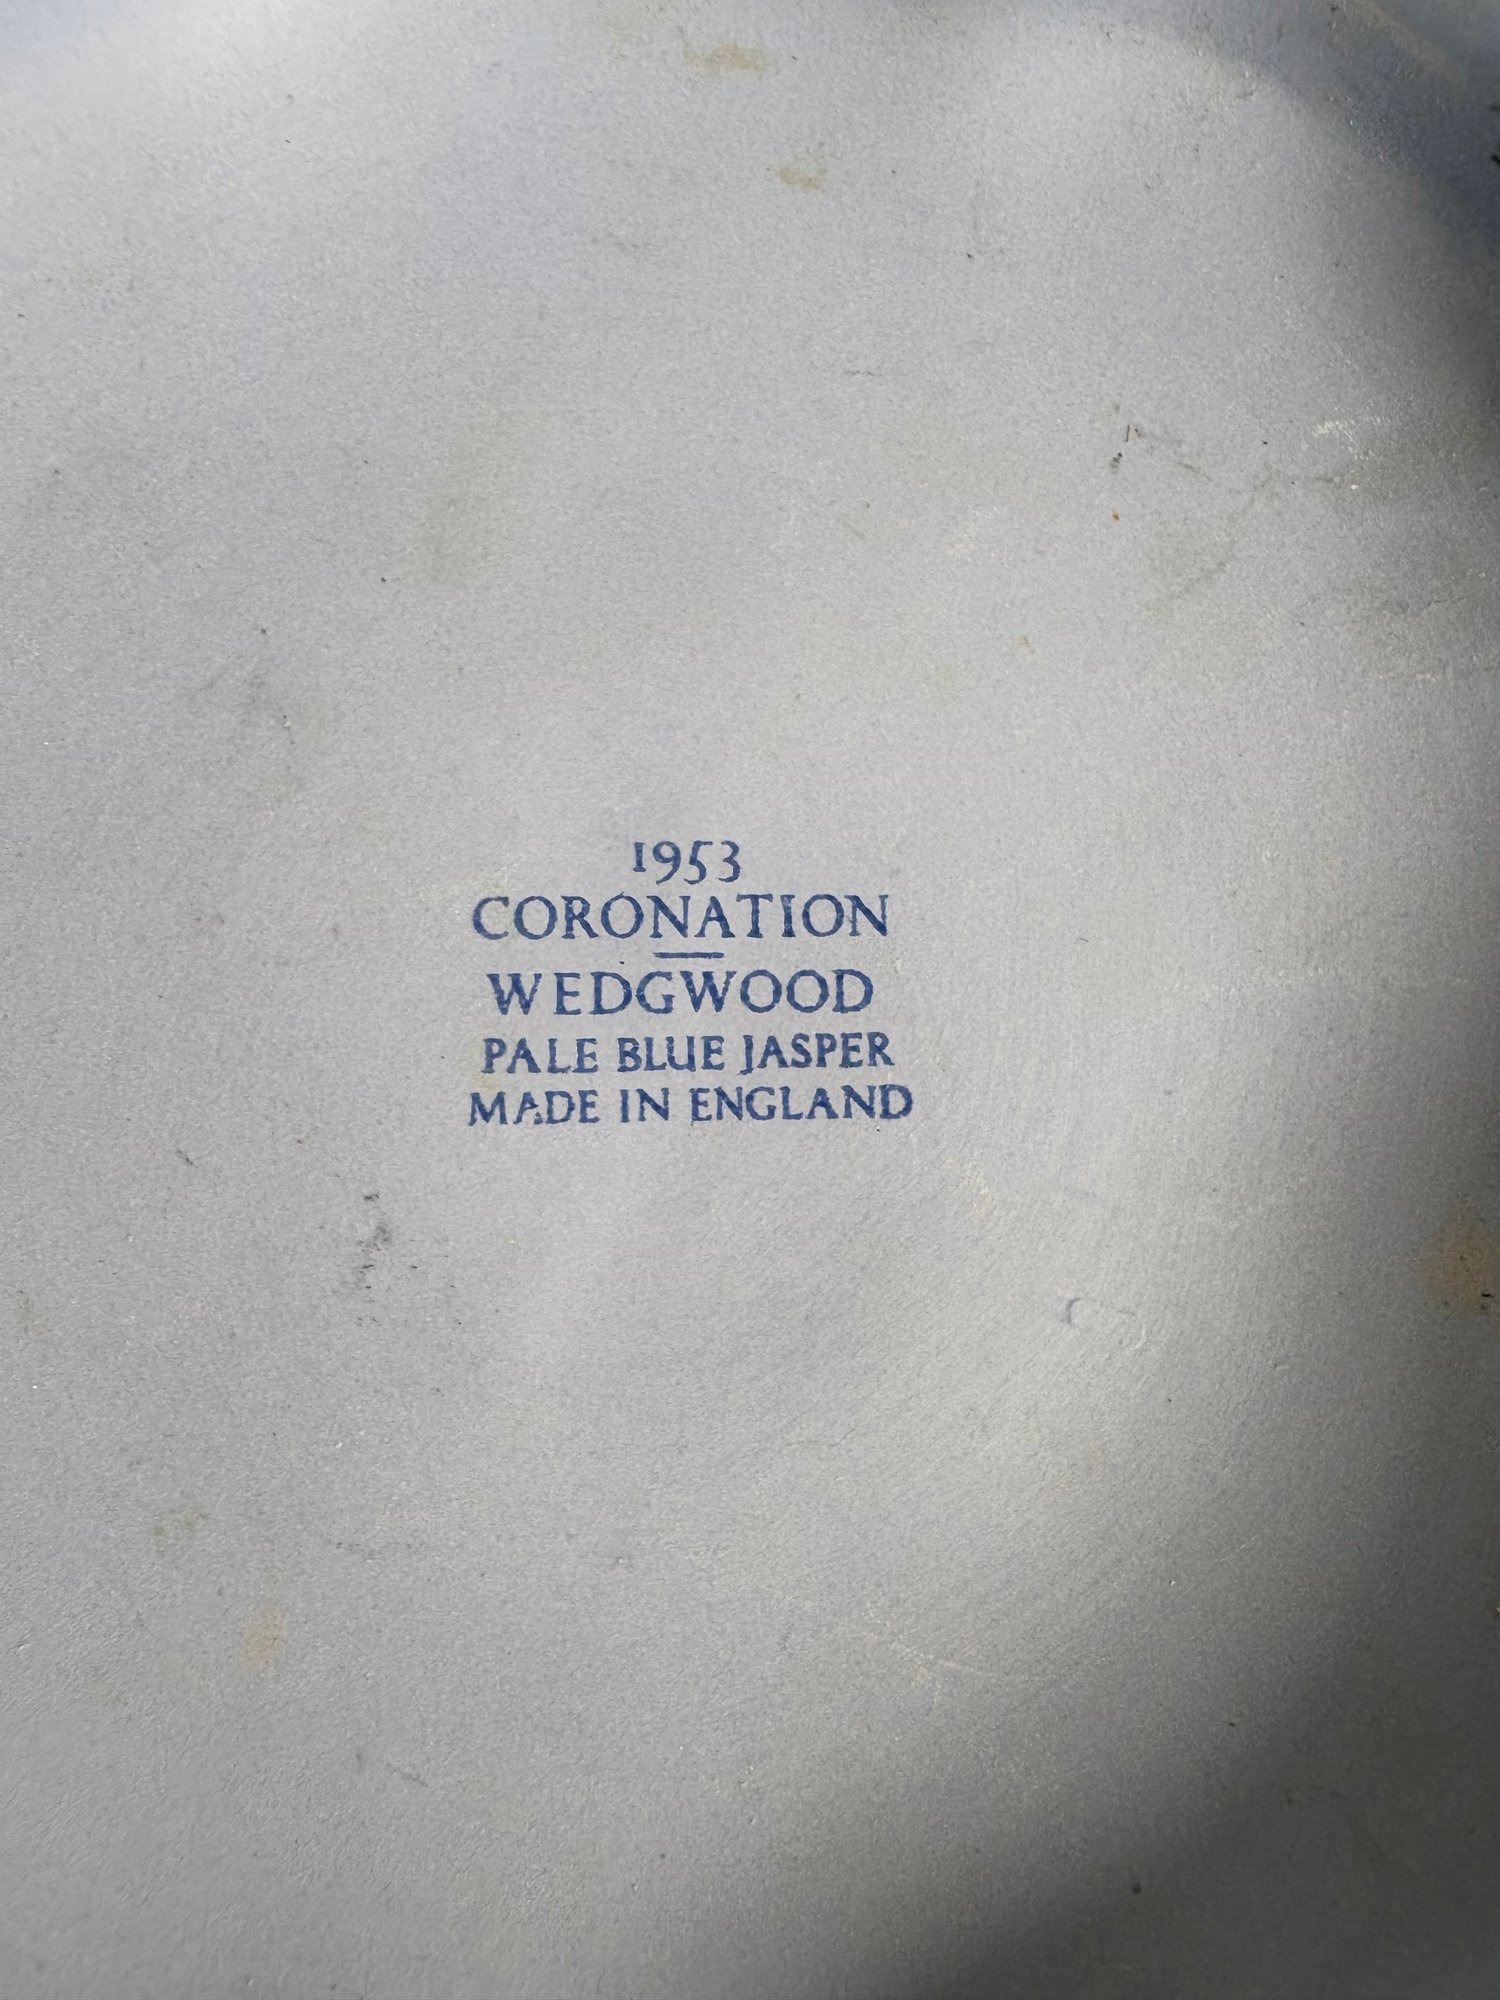 1953
CORONATION
WEDGWOOD
PALE BLUE JASPER
MADE IN ENGLAND